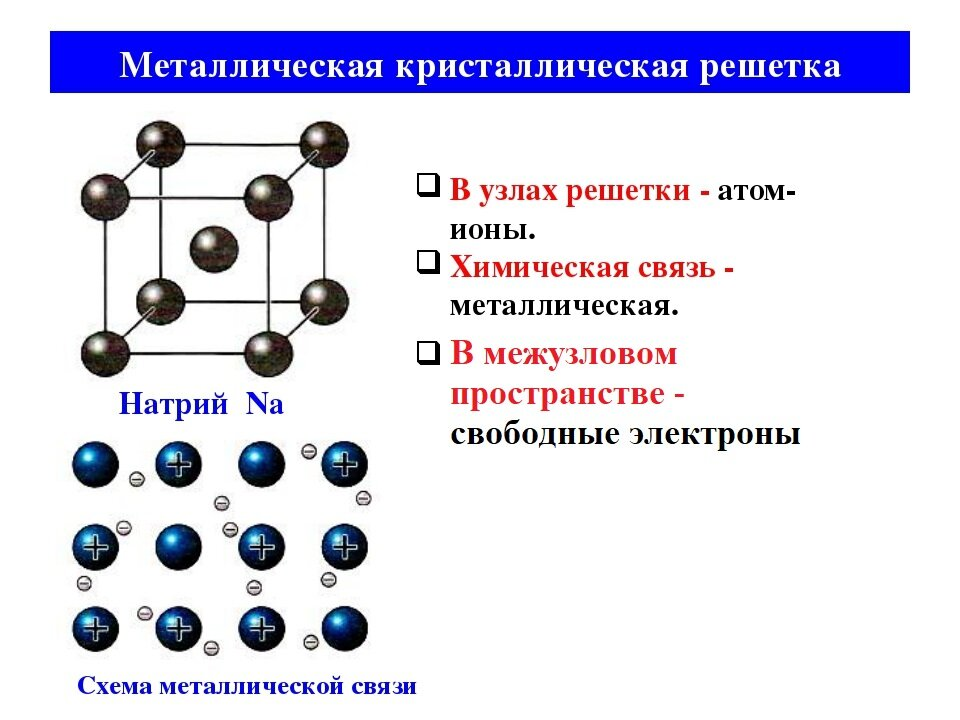 Металлическая кристаллическая решетка
В узлах решетки - атом-
ионы.
Химическая связь -
металлическая.
В межузловом
пространстве -
свободные электроны
Натрий Na
Схема металлической связи